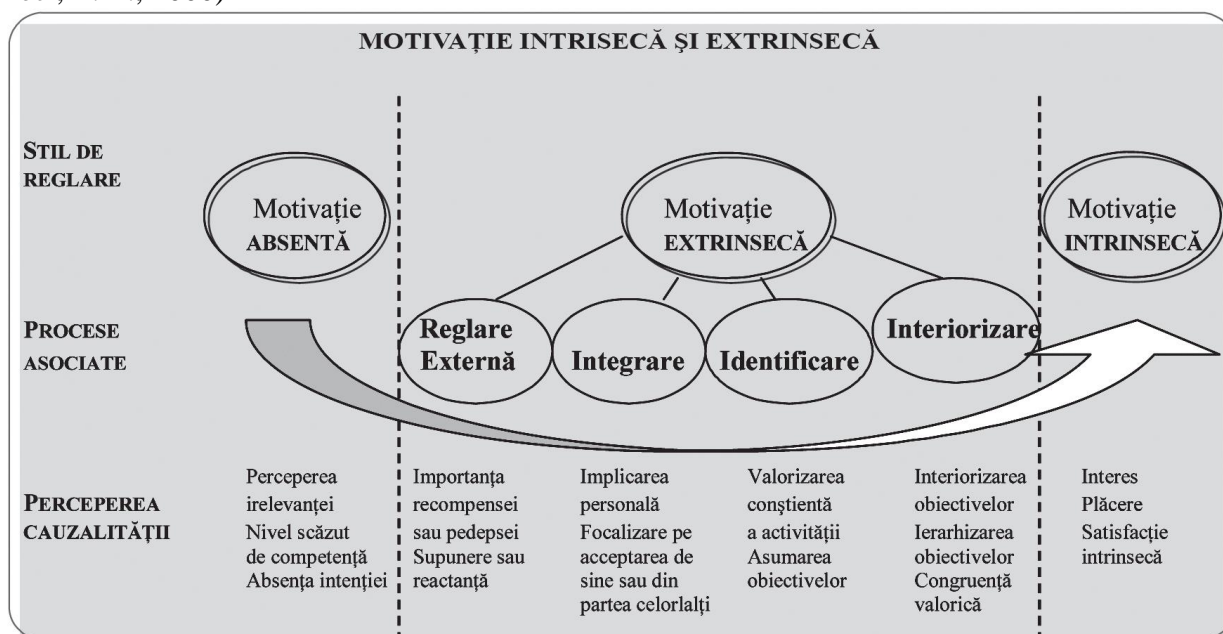 MOTIVAȚIE INTRISECĂ ŞI EXTRINSECĂ
STIL DE
REGLARE
Motivație
ABSENTĂ
Motivație
EXTRINSECĂ
Motivație
INTRINSECĂ
PROCESE
ASOCIATE
Reglare
Externă
Integrare
Identificare
Interiorizare
PERCEPEREA
CAUZALITĂȚII
Perceperea
irelevanței
Nivel scăzut
de competență
Absența intenției
Importanța
recompensei
sau pedepsei
Supunere sau
reactanță
Implicarea
personală
Focalizare pe
acceptarea de
sine sau din
partea celorlalți
Valorizarea
conştientă
a activității
Asumarea
obiectivelor
Interiorizarea
obiectivelor
Ierarhizarea
obiectivelor
Congruență
valorică
Interes
Plăcere
Satisfacție
intrinsecă